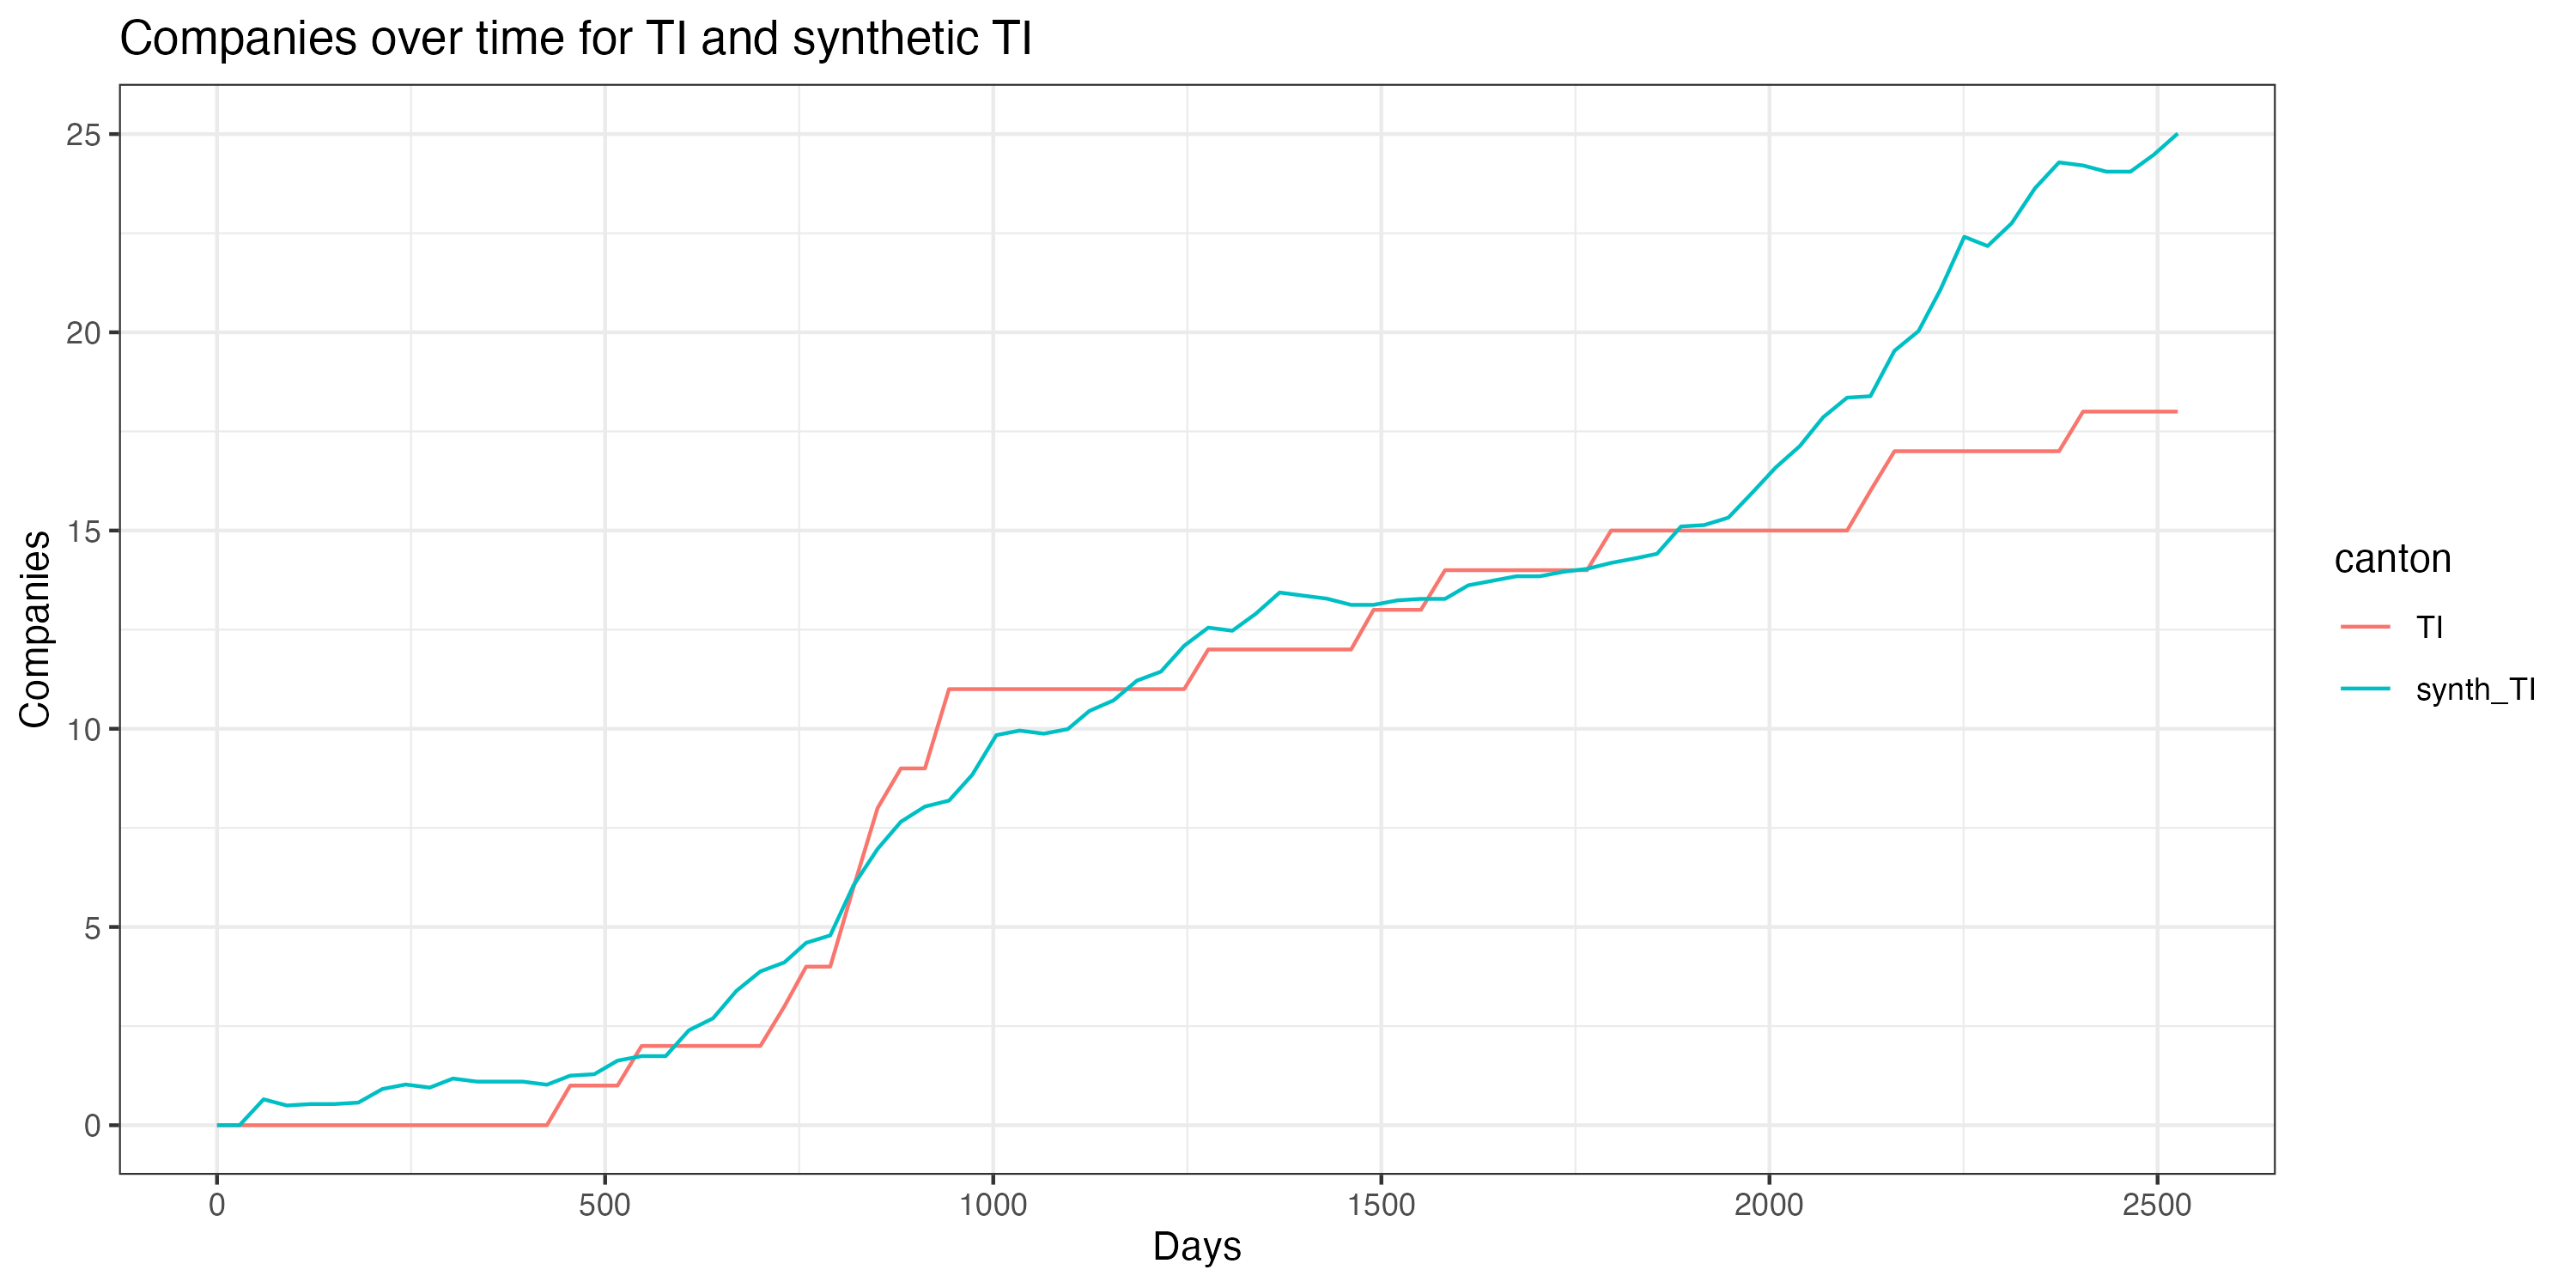 Companies over time for TI and synthetic TI
Companies
25
20
15
10
5
0
0 500 1000 1500 2000 2500
Days
canton
TI
synth_TI